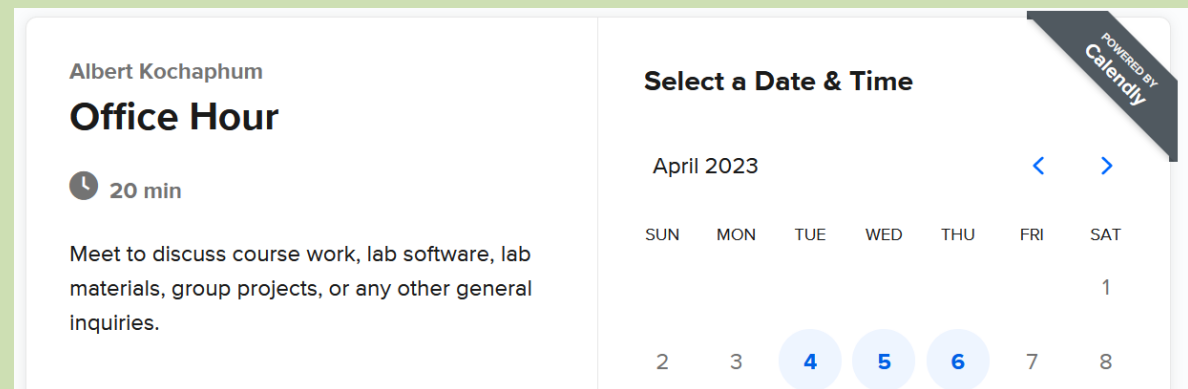 Albert Kochaphum
Office Hour
20 min
Meet to discuss course work, lab software, lab
materials, group projects, or any other general
inquiries.
Select a Date & Time
POWERED BY
Calendly
April 2023
SUN MON TUE WED THU FRI SAT
1
2 3 4 5 6 7 8